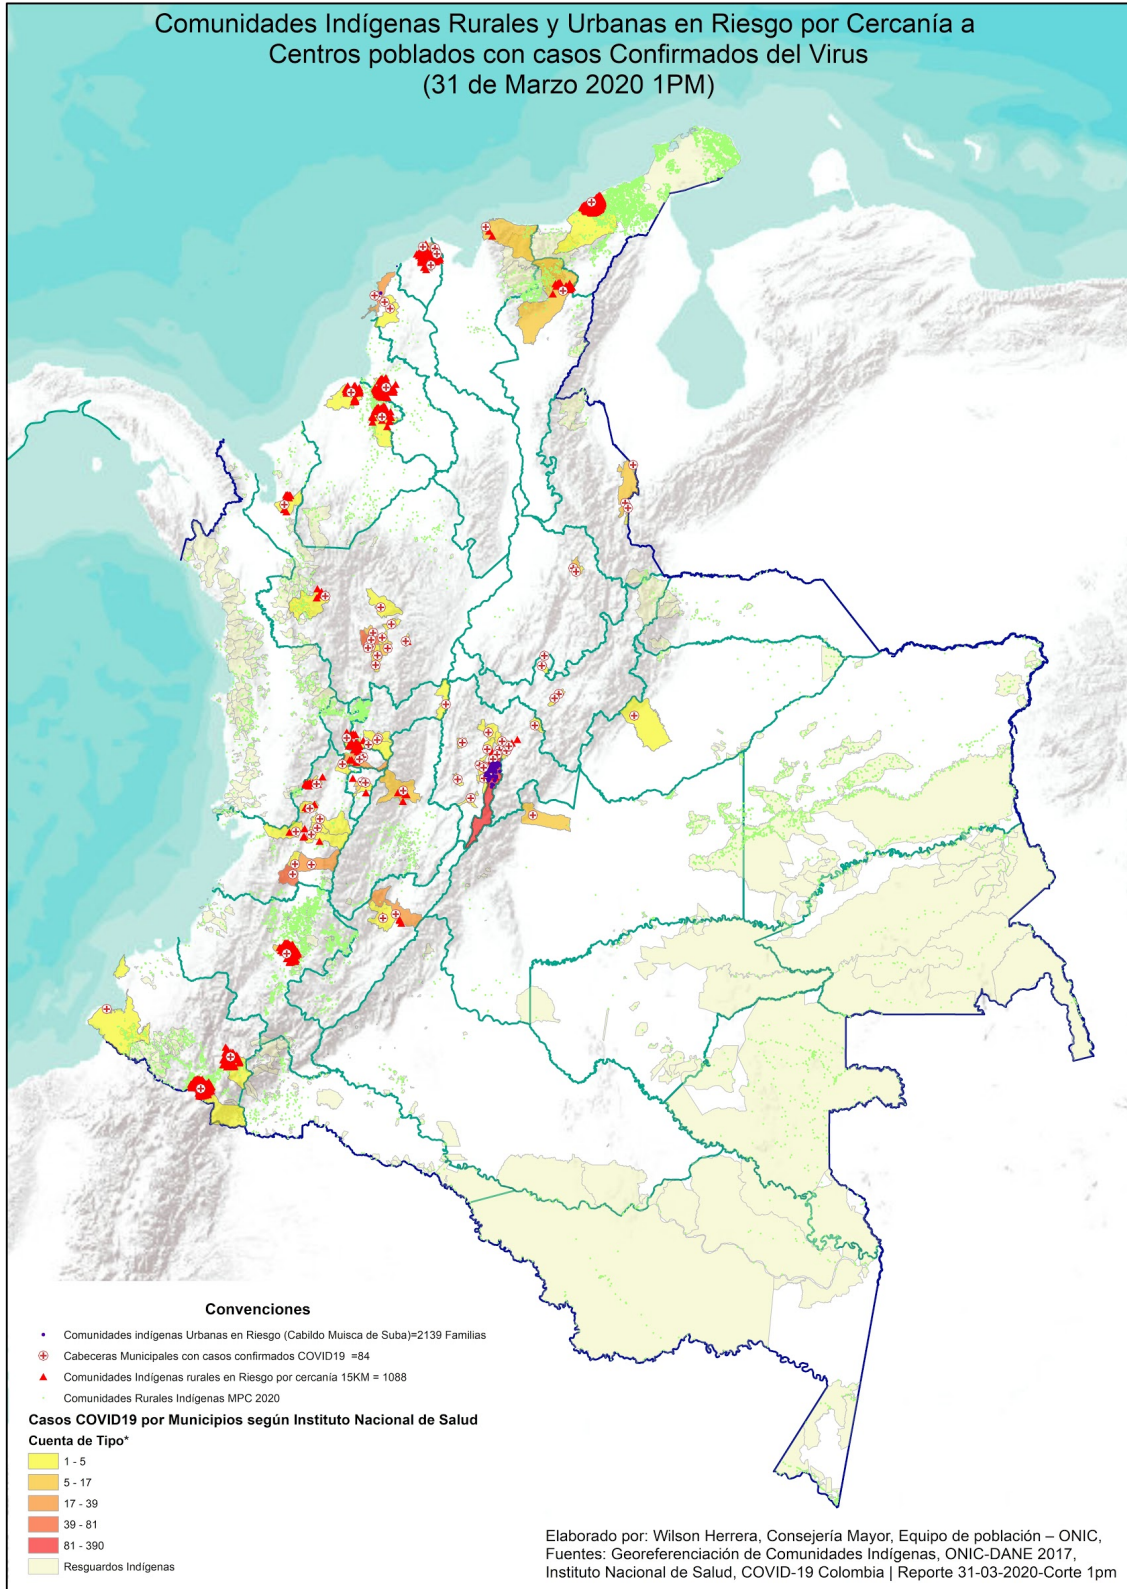 Comunidades Indígenas Rurales y Urbanas en Riesgo por Cercanía a
Centros poblados con casos Confirmados del Virus
(31 de Marzo 2020 1PM)
Convenciones
Comunidades indígenas Urbanas en Riesgo (Cabildo Muisca de Suba)=2139 Familias
Cabeceras Municipales con casos confirmados COVID19 =84
Comunidades Indígenas rurales en Riesgo por cercanía 15KM = 1088
Comunidades Rurales Indígenas MPC 2020
Casos COVID19 por Municipios según Instituto Nacional de Salud
Cuenta de Tipo*
1 - 5
5 - 17
17 - 39
39 - 81
81 - 390
Resguardos Indígenas
Elaborado por: Wilson Herrera, Consejería Mayor, Equipo de población – ONIC,
Fuentes: Georeferenciación de Comunidades Indígenas, ONIC-DANE 2017,
Instituto Nacional de Salud, COVID-19 Colombia | Reporte 31-03-2020-Corte 1pm